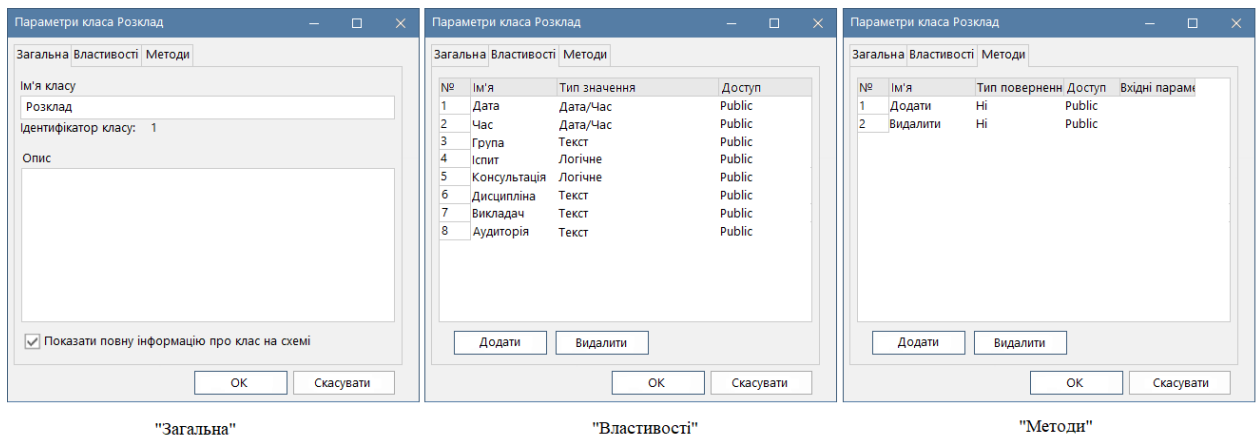 Параметри класа Розклад
Загальна Властивості Методи
Ім'я класу
Розклад
Ідентифікатор класу: 1
Опис
Показати повну інформацію про клас на схемі
OK Скасувати
"Загальна"
Параметри класа Розклад
Загальна Властивості Методи
№ Ім'я Тип значення Доступ
1 Дата Дата/Час Public
2 Час Дата/Час Public
3 Група Текст Public
4 Іспит Логічне Public
5 Консультація Логічне Public
6 Дисципліна Текст Public
7 Викладач Текст Public
8 Аудиторія Текст Public
Додати Видалити
OK Скасувати
"Властивості"
Параметри класа Розклад
Загальна Властивості Методи
№ Ім'я Тип поверненн Доступ Вхідні параме
1 Додати Ні Public
2 Видалити Ні Public
Додати Видалити
OK Скасувати
"Методи"